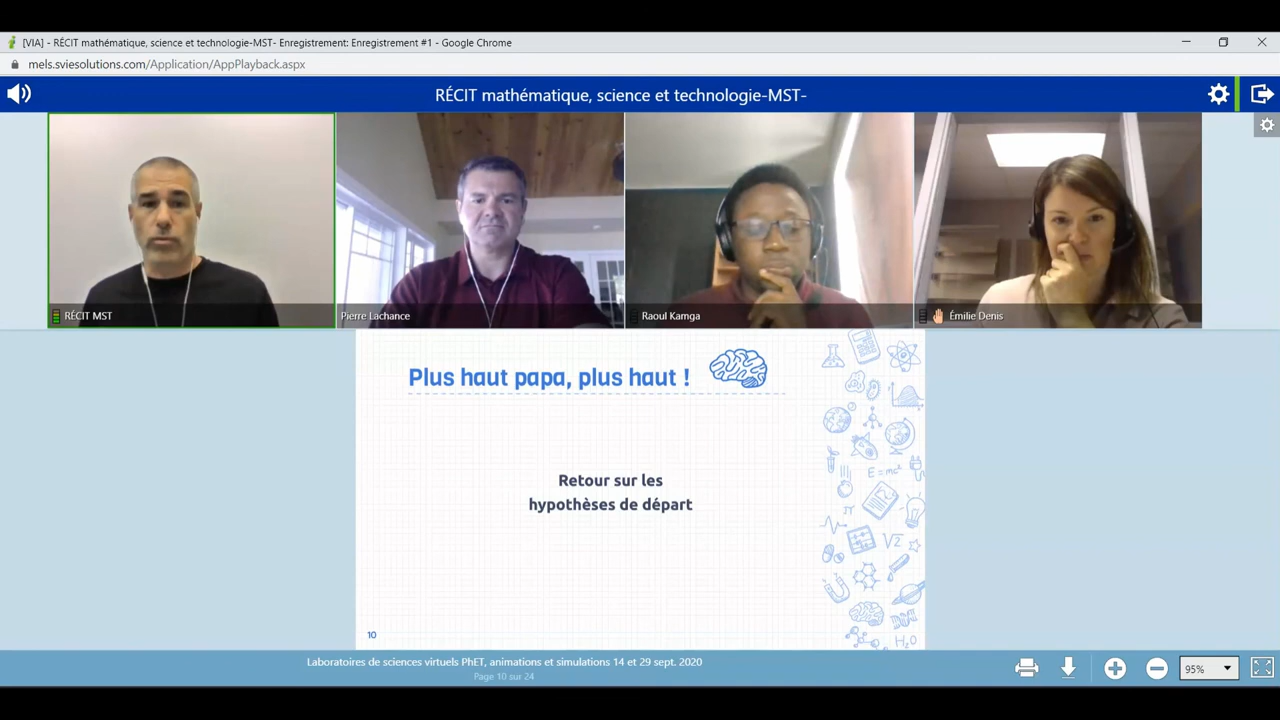 [VIA] - RÉCIT mathématique, science et technologie-MST- Enregistrement: Enregistrement #1 - Google Chrome
mels.sviesolutions.com/Application/AppPlayback.aspx
RÉCIT mathématique, science et technologie-MST-
RÉCIT MST
Pierre Lachance
Raoul Kamga
Émilie Denis
Plus haut papa, plus haut !
Retour sur les
hypothèses de départ
E=mc²
π
√2
H₂O
10
Laboratoires de sciences virtuels PhET, animations et simulations 14 et 29 sept. 2020
Page 10 sur 24
95%